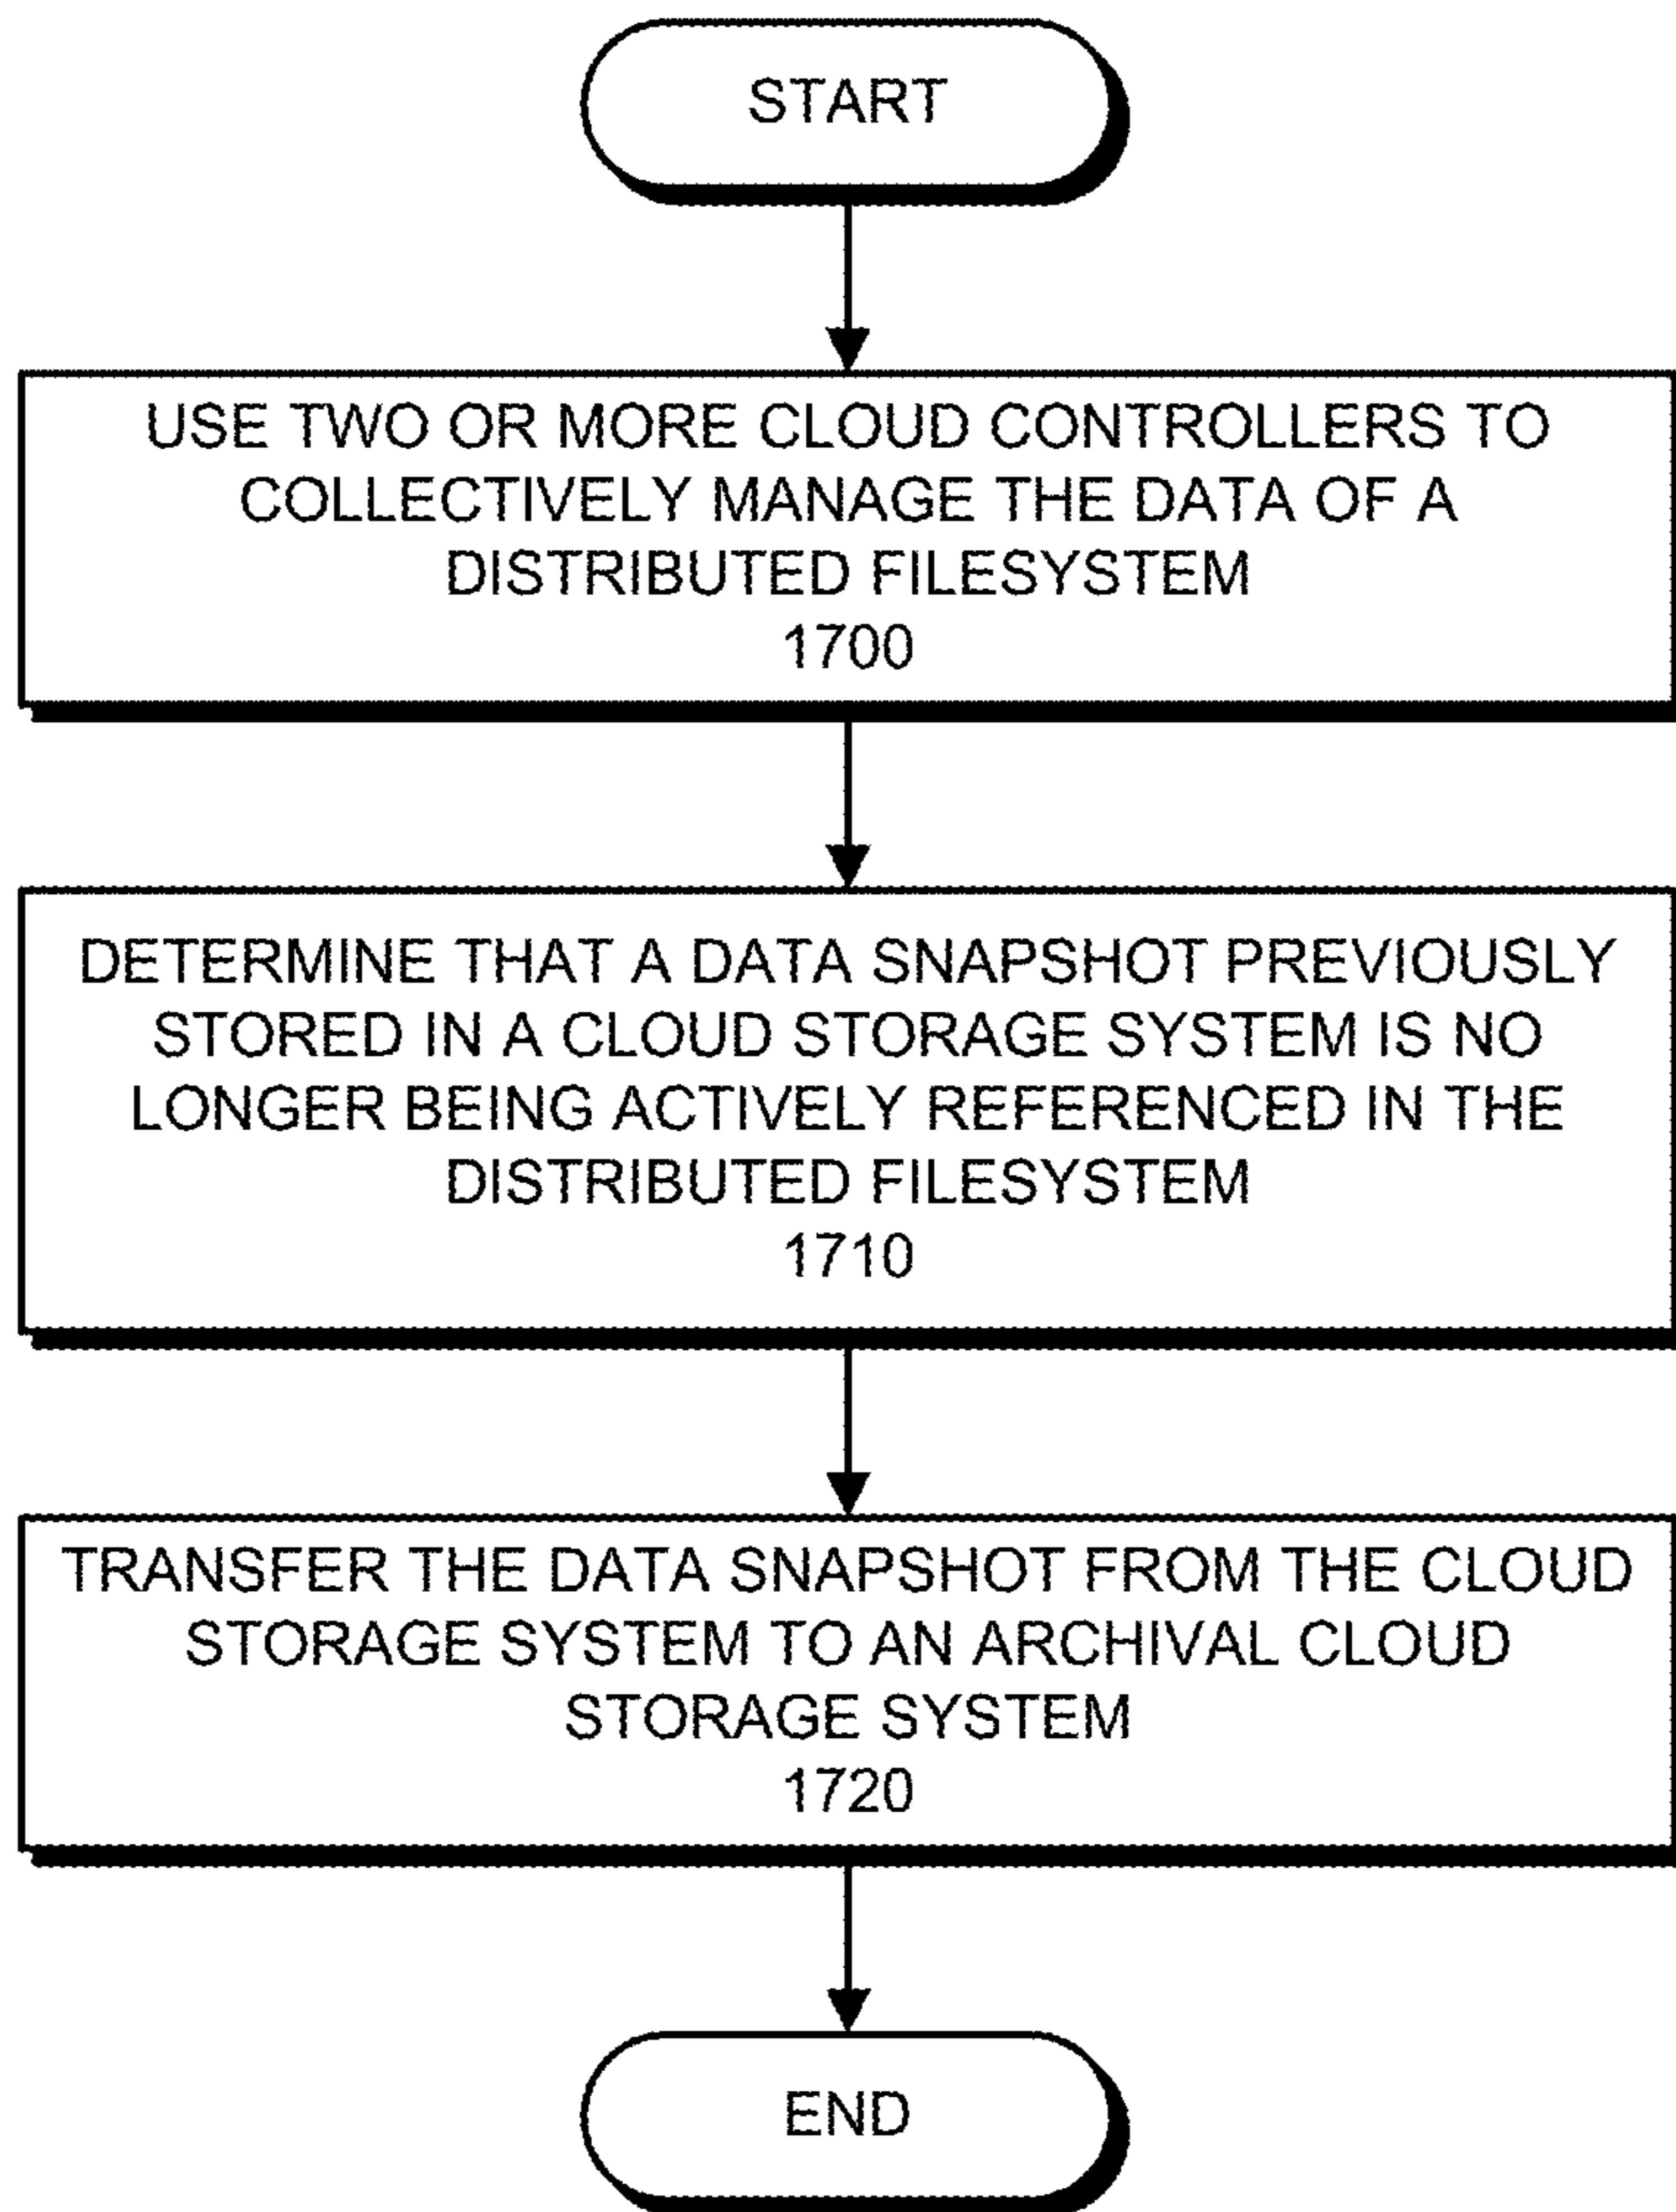 START
USE TWO OR MORE CLOUD CONTROLLERS TO
COLLECTIVELY MANAGE THE DATA OF A
DISTRIBUTED FILESYSTEM
1700
DETERMINE THAT A DATA SNAPSHOT PREVIOUSLY
STORED IN A CLOUD STORAGE SYSTEM IS NO
LONGER BEING ACTIVELY REFERENCED IN THE
DISTRIBUTED FILESYSTEM
1710
TRANSFER THE DATA SNAPSHOT FROM THE CLOUD
STORAGE SYSTEM TO AN ARCHIVAL CLOUD
STORAGE SYSTEM
1720
END